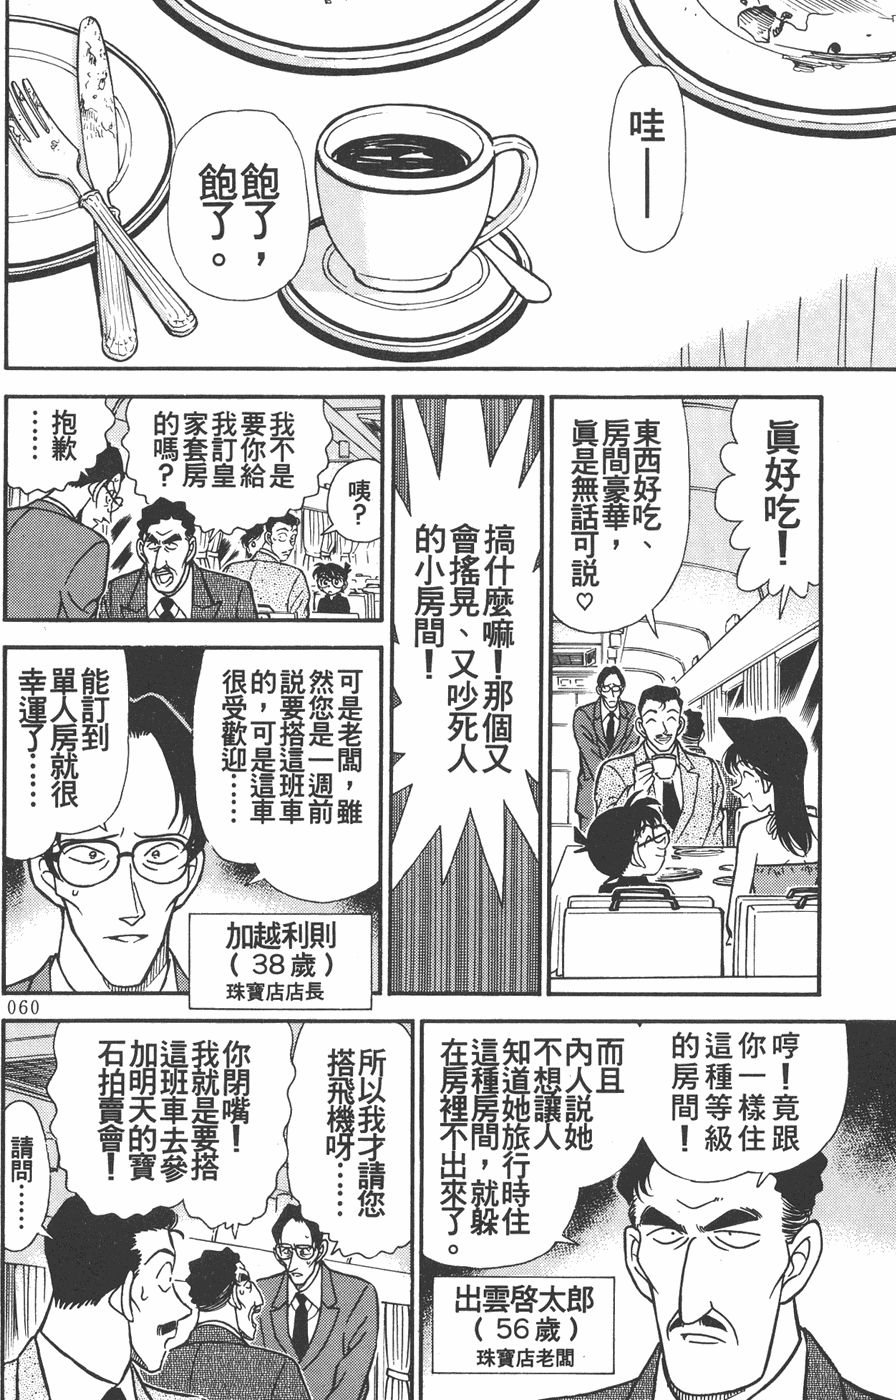 哇──
飽了，
飽了。
真好吃！
東西好吃、
房間豪華，
真是無話可說♡
搞什麼嘛！那個又
會搖晃、又吵死人
的小房間！
咦？
我不是
要你給
我訂皇
家套房
的嗎？
抱歉
……
可是老闆，雖
然您是一週前
說要搭這班車
的，可是這車
很受歡迎……
能訂到
單人房就很
幸運了……
加越利則
（38歲）
珠寶店店長
060
哼！竟跟
你一樣住
這種等級
的房間！
而且
內人說她
不想讓人
知道她旅行時住
這種房間，就躲
在房裡不出來了。
出雲啓太郎
（56歲）
珠寶店老闆
所以我才請您
搭飛機呀……
你閉嘴！
我就是要搭
這班車去參
加明天的寶
石拍賣會！
請問……